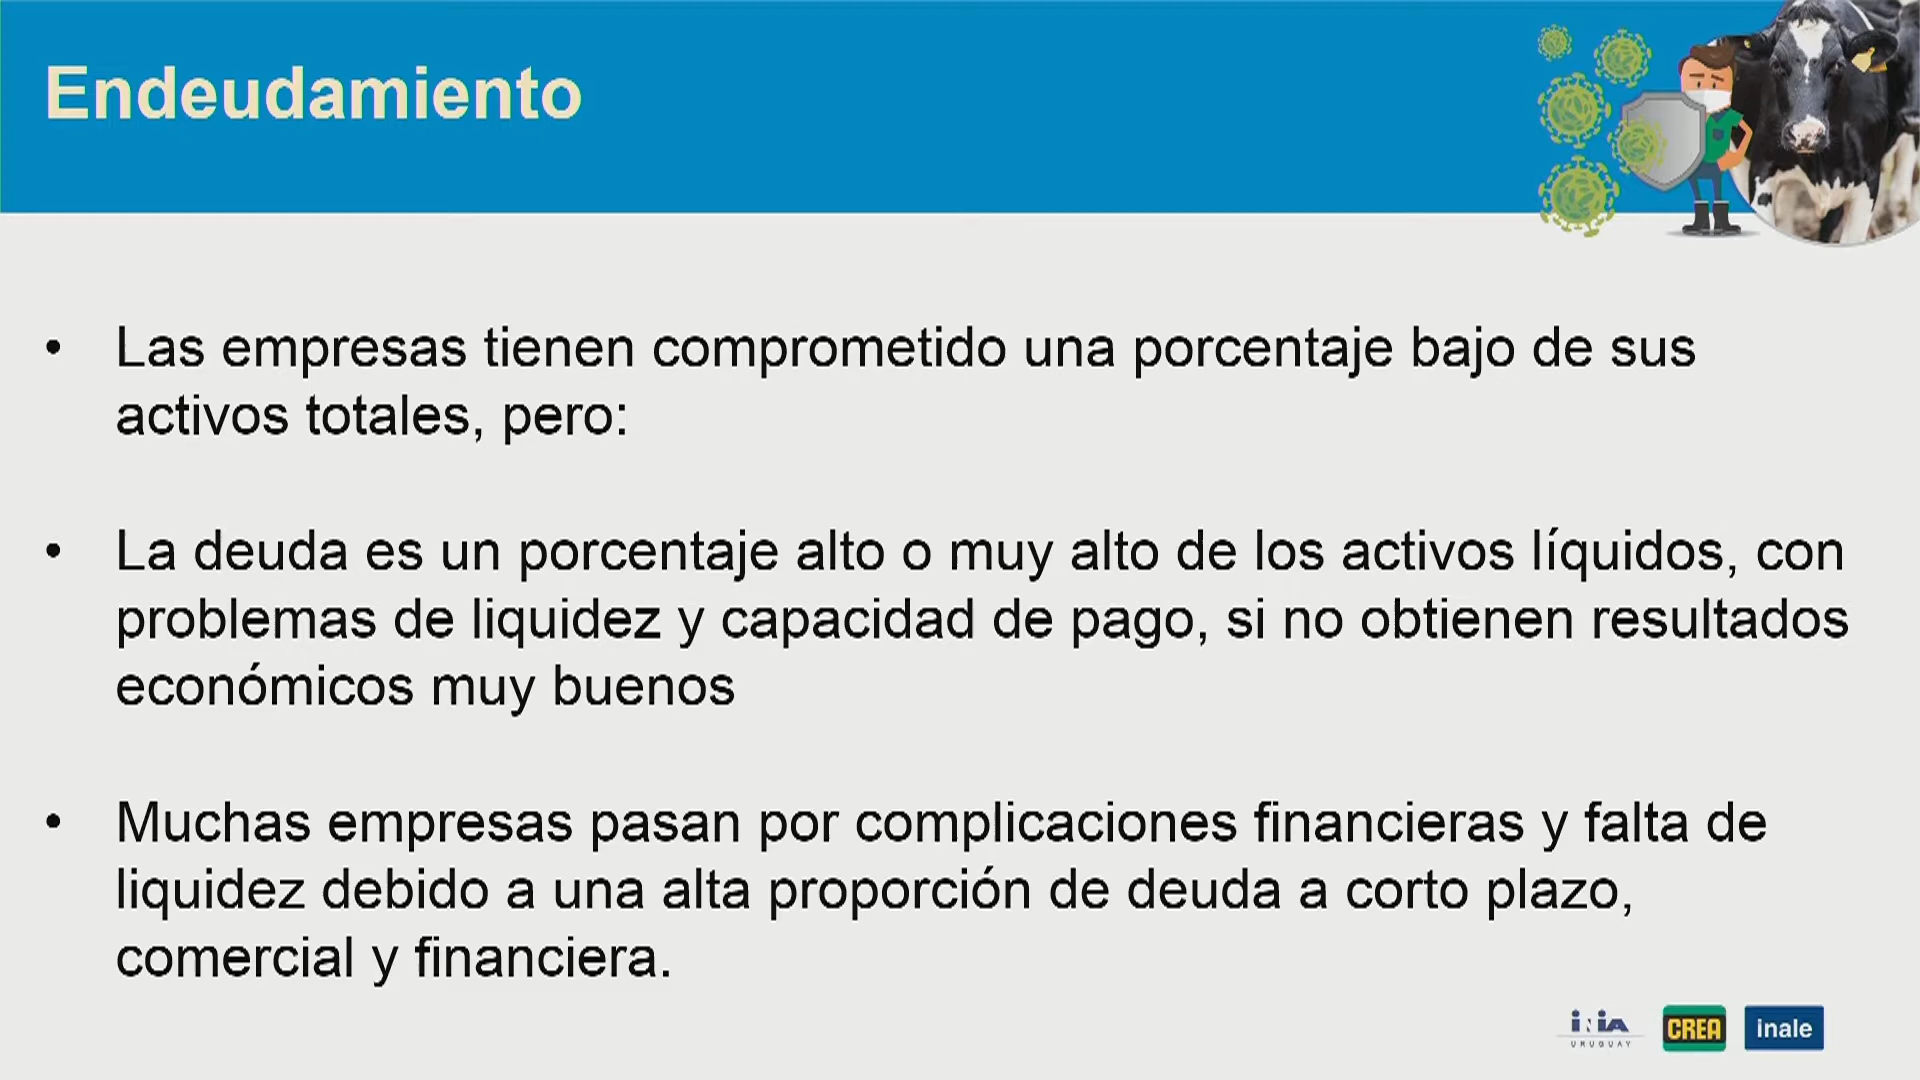 Endeudamiento
• Las empresas tienen comprometido una porcentaje bajo de sus
activos totales, pero:
• La deuda es un porcentaje alto o muy alto de los activos líquidos, con
problemas de liquidez y capacidad de pago, si no obtienen resultados
económicos muy buenos
• Muchas empresas pasan por complicaciones financieras y falta de
liquidez debido a una alta proporción de deuda a corto plazo,
comercial y financiera.
iniA
URUGUAY
CREA
inale